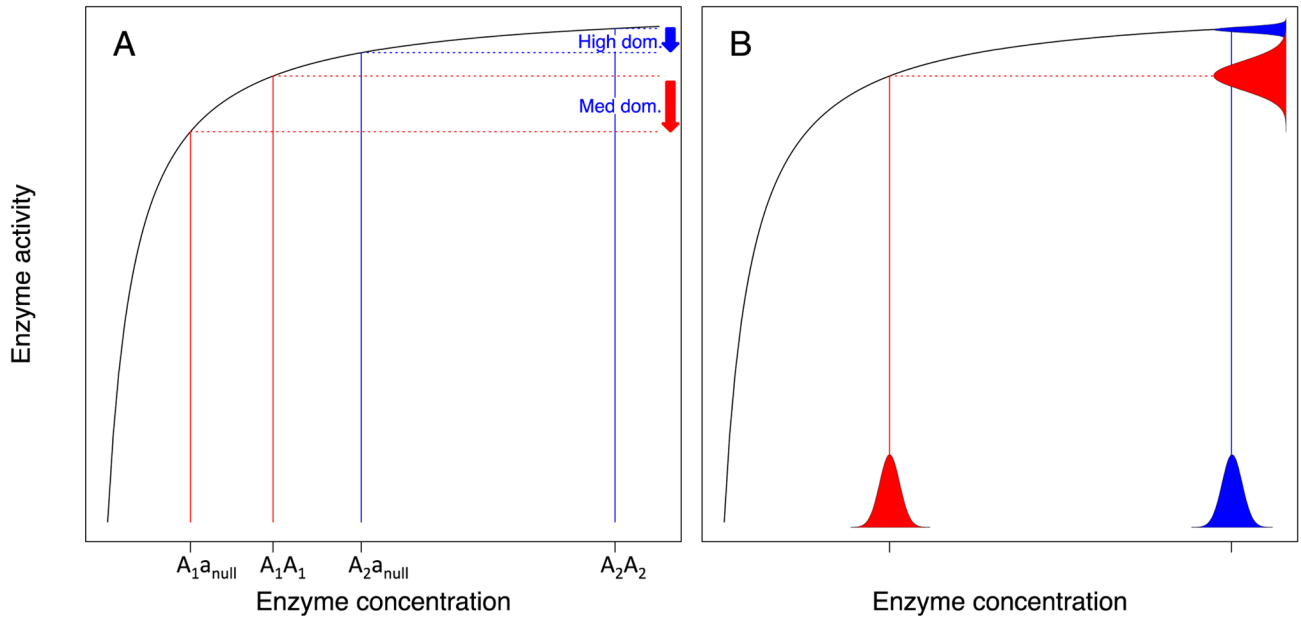 A
High dom.
Med dom.
B
Enzyme activity
A₁aₙᵤₗₗ A₁A₁ A₂aₙᵤₗₗ A₂A₂
Enzyme concentration
Enzyme concentration